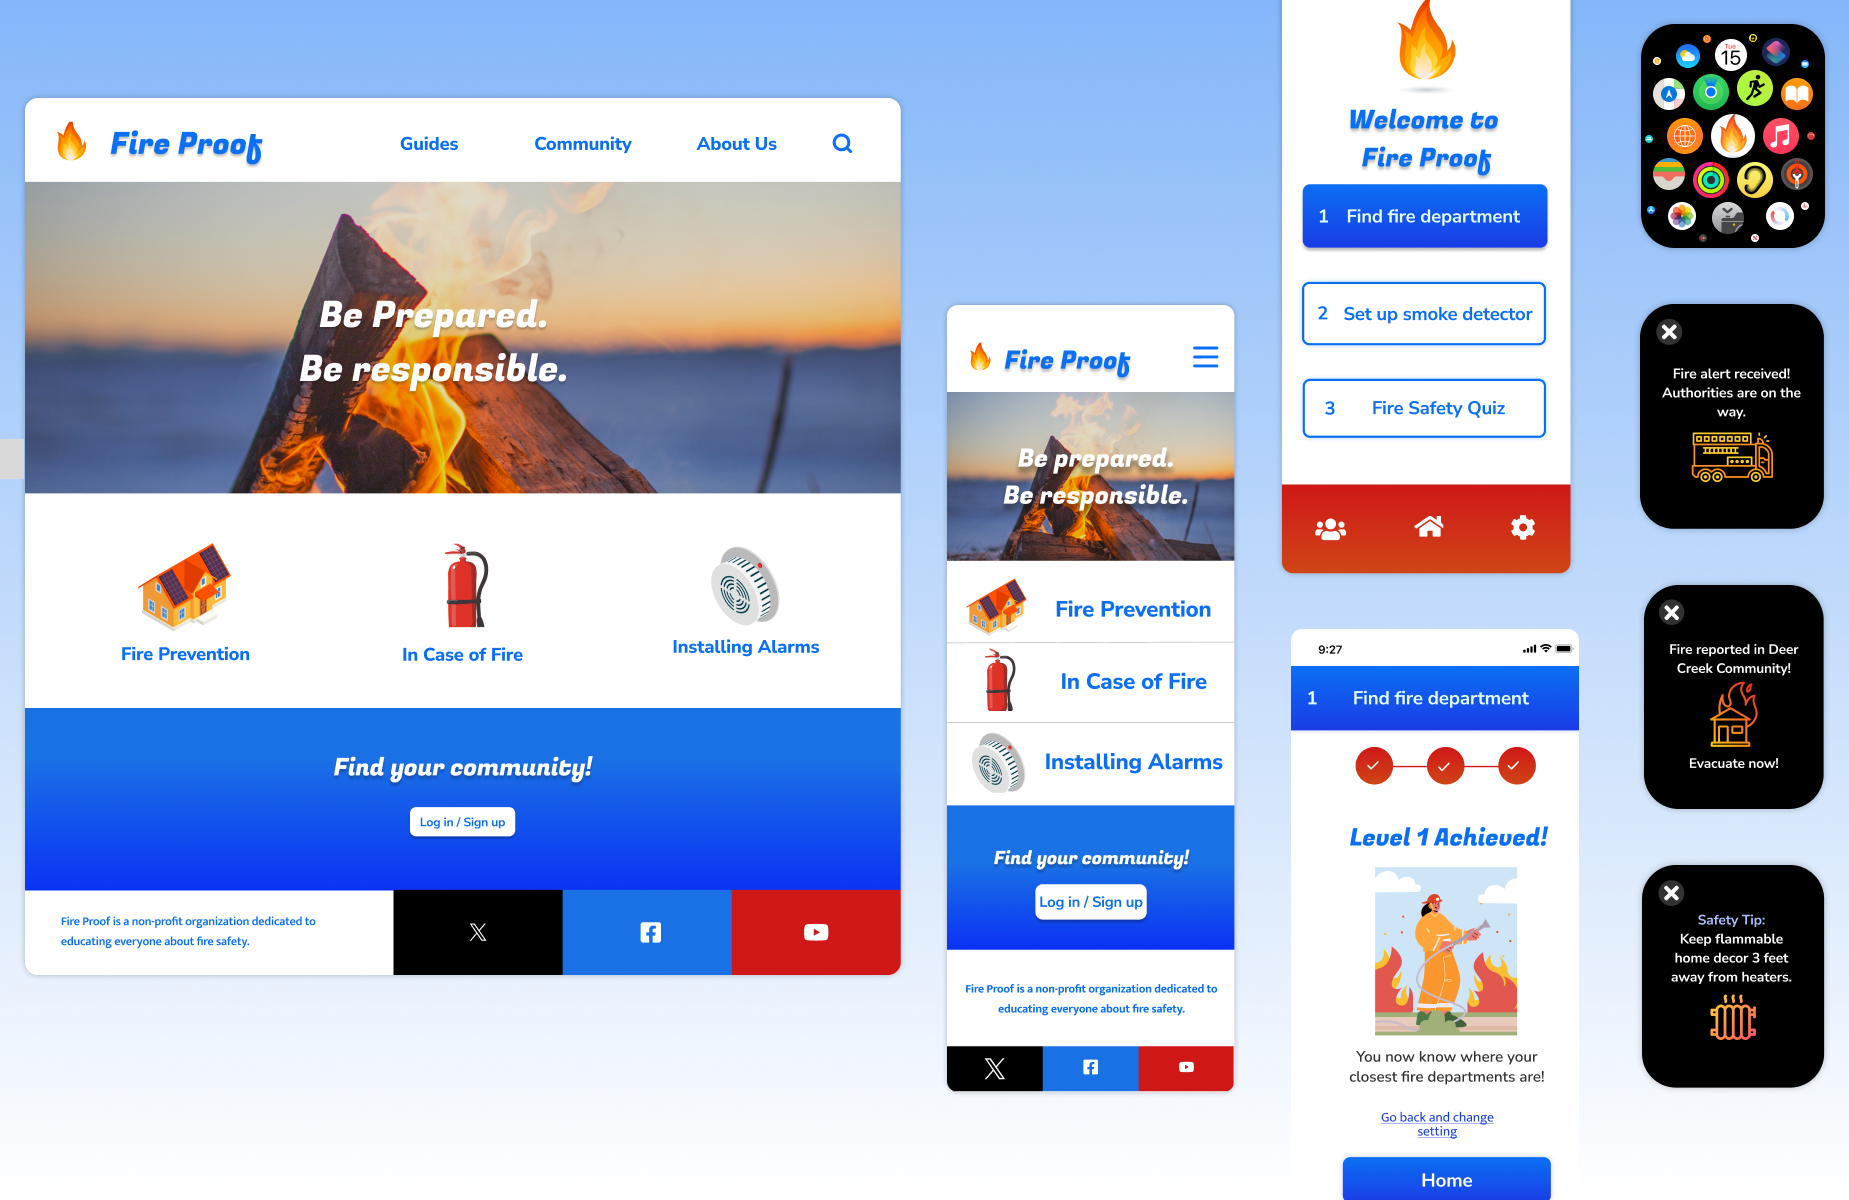 Fire Proof
Guides
Community
About Us
Be Prepared.
Be responsible.
Fire Prevention
In Case of Fire
Installing Alarms
Find your community!
Log in / Sign up
Fire Proof is a non-profit organization dedicated to
educating everyone about fire safety.
Fire Proof
Be prepared.
Be responsible.
Fire Prevention
In Case of Fire
Installing Alarms
Find your community!
Log in / Sign up
Fire Proof is a non-profit organization dedicated to
educating everyone about fire safety.
Welcome to
Fire Proof
1 Find fire department
2 Set up smoke detector
3 Fire Safety Quiz
9:27
1 Find fire department
Level 1 Achieved!
You now know where your
closest fire departments are!
Go back and change
setting
Home
Tue
15
Fire alert received!
Authorities are on the
way.
Fire reported in Deer
Creek Community!
Evacuate now!
Safety Tip:
Keep flammable
home decor 3 feet
away from heaters.